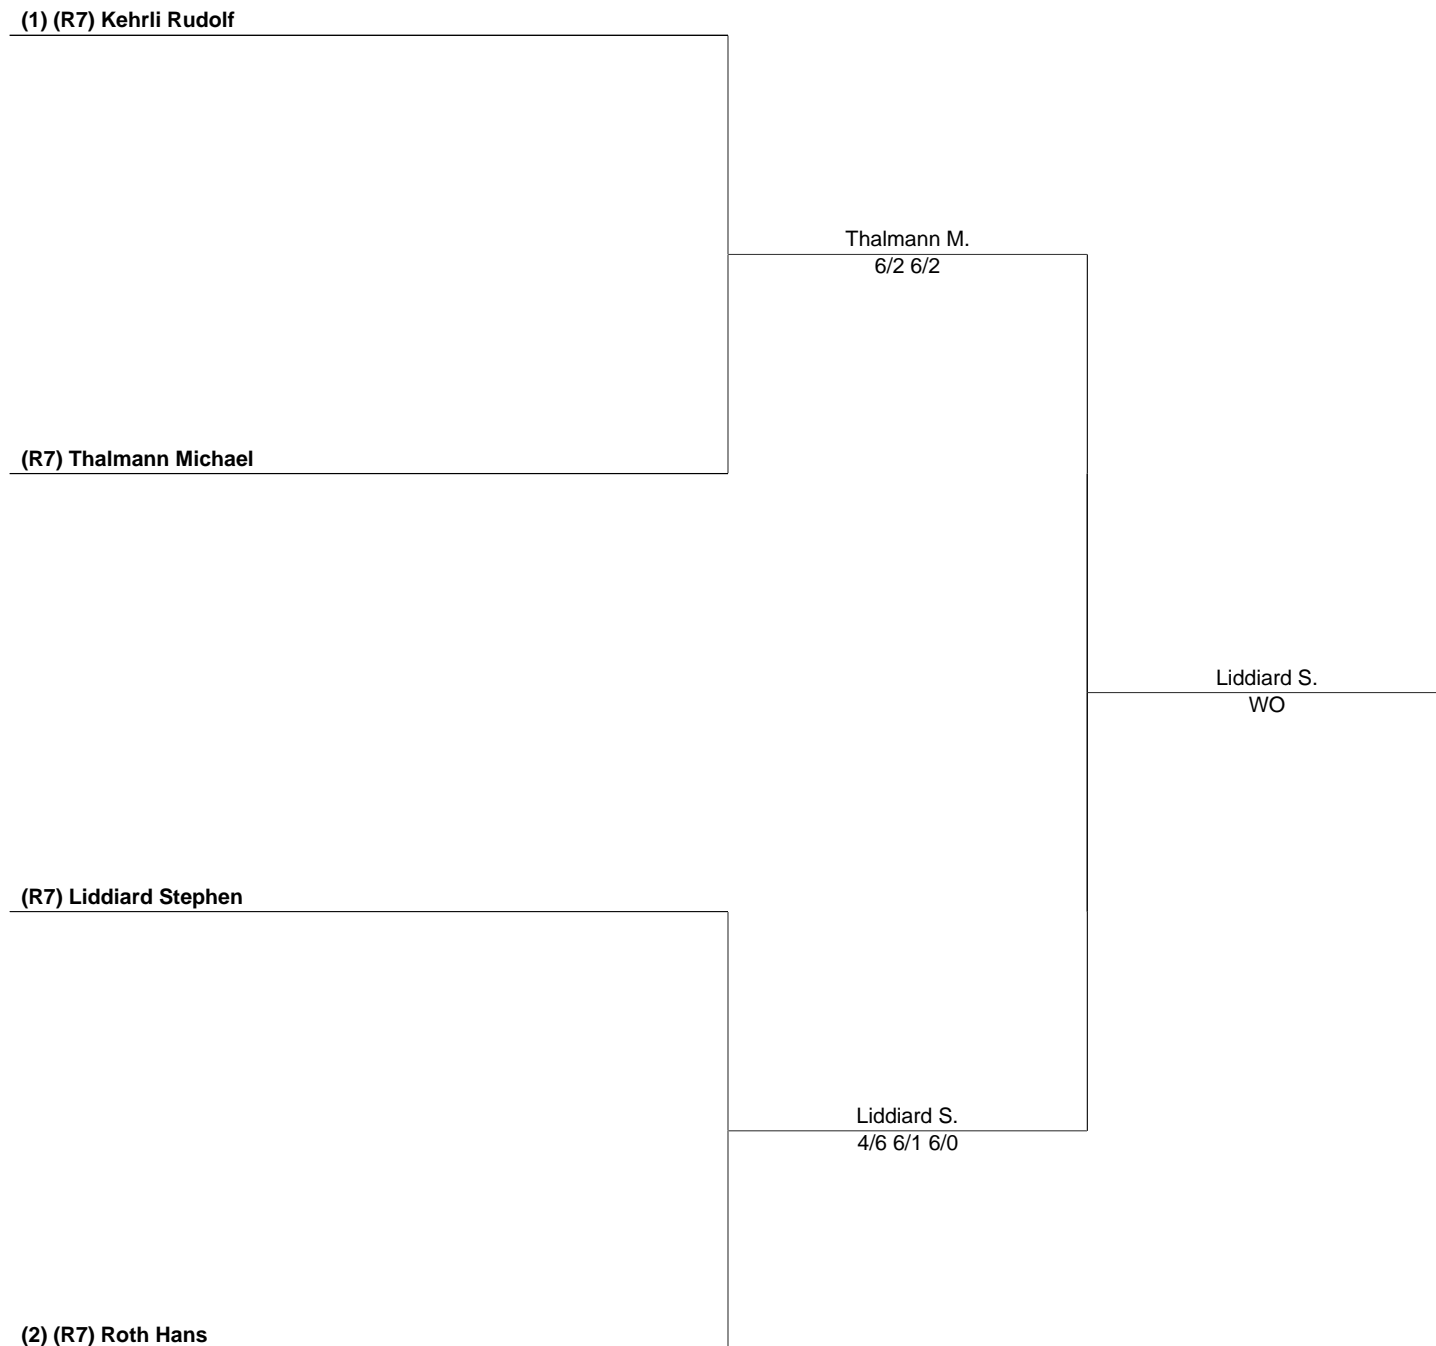 (1) (R7) Kehrli Rudolf
Thalmann M.
6/2 6/2
(R7) Thalmann Michael
Liddiard S.
WO
(R7) Liddiard Stephen
Liddiard S.
4/6 6/1 6/0
(2) (R7) Roth Hans